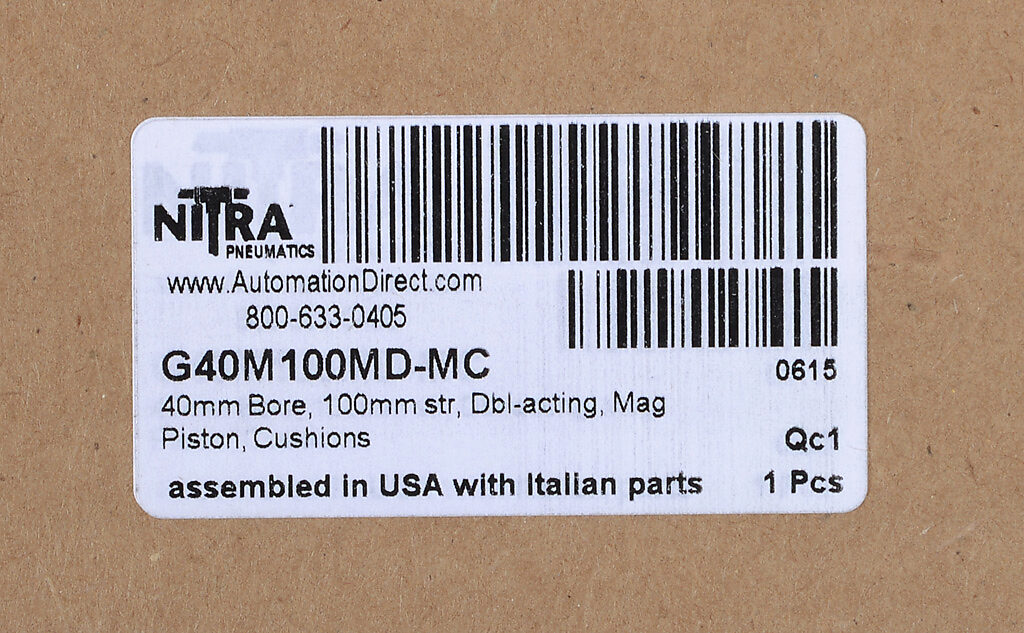 NITRA
PNEUMATICS
www.AutomationDirect.com
800-633-0405
G40M100MD-MC
0615
40mm Bore, 100mm str, Dbl-acting, Mag
Piston, Cushions
Qc1
assembled in USA with Italian parts
1 Pcs